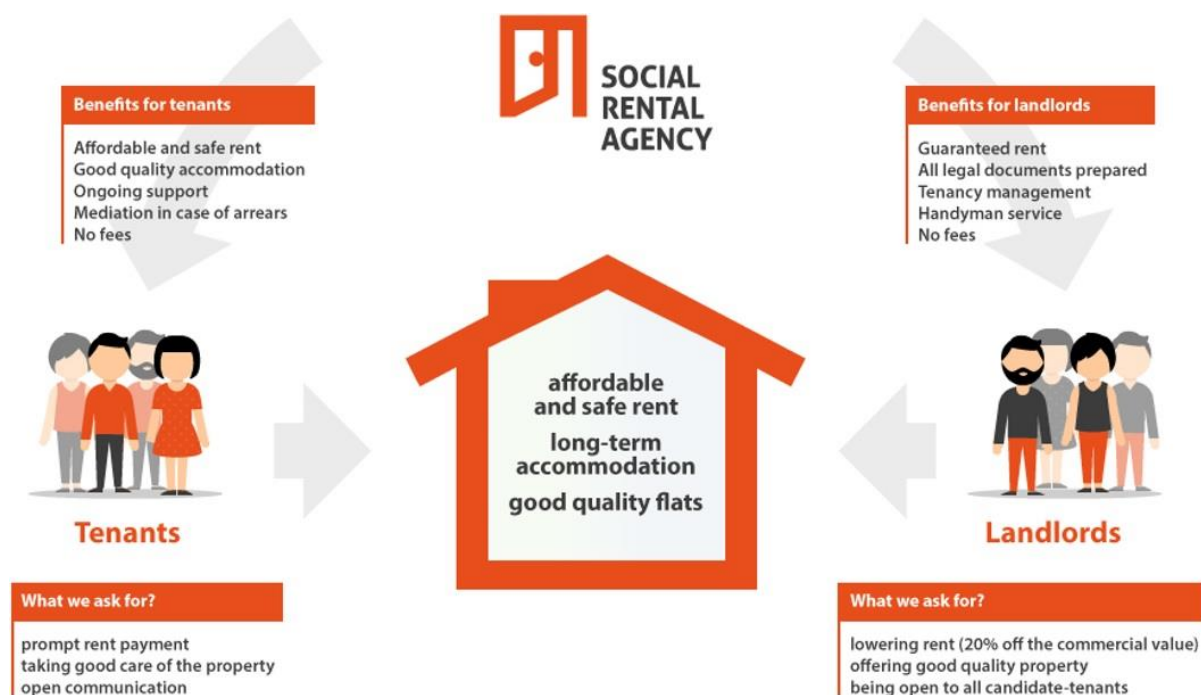 SOCIAL
RENTAL
AGENCY
Benefits for tenants
Affordable and safe rent
Good quality accommodation
Ongoing support
Mediation in case of arrears
No fees
Benefits for landlords
Guaranteed rent
All legal documents prepared
Tenancy management
Handyman service
No fees
affordable
and safe rent
long-term
accommodation
good quality flats
Tenants
Landlords
What we ask for?
prompt rent payment
taking good care of the property
open communication
What we ask for?
lowering rent (20% off the commercial value)
offering good quality property
being open to all candidate-tenants